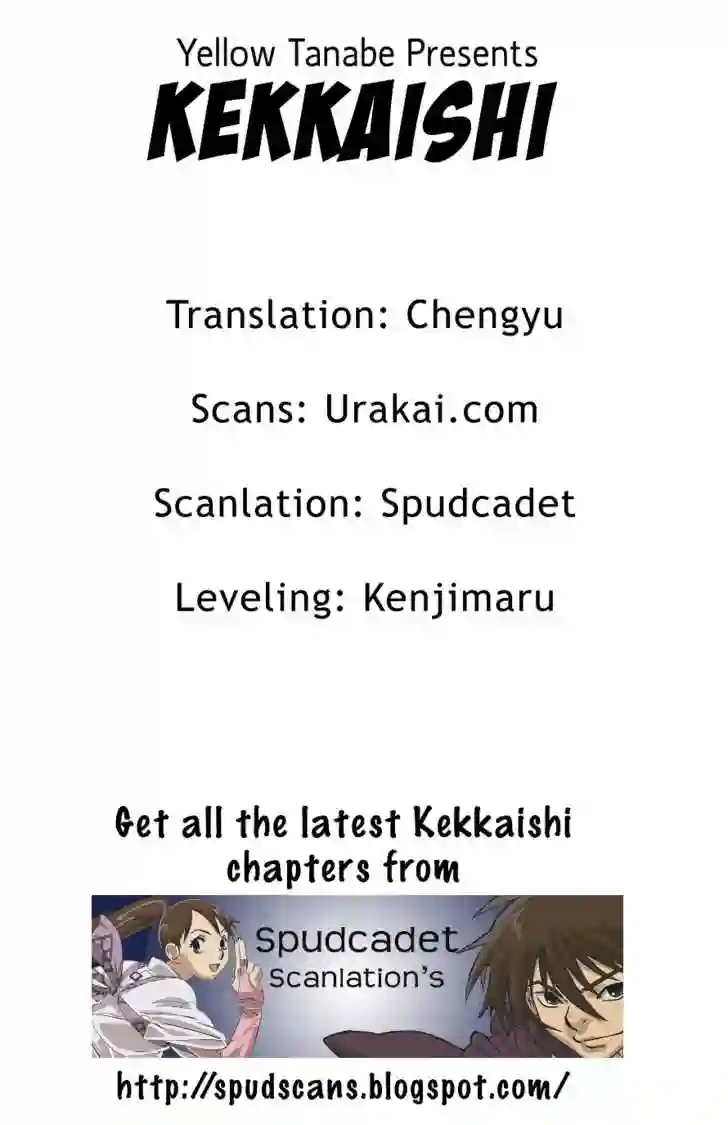 Yellow Tanabe Presents
KEKKAISHI
Translation: Chengyu
Scans: Urakai.com
Scanlation: Spudcadet
Leveling: Kenjimaru
Get all the latest Kekkaishi
chapters from
Spudcadet
Scanlation's
http://spudscans.blogspot.com/